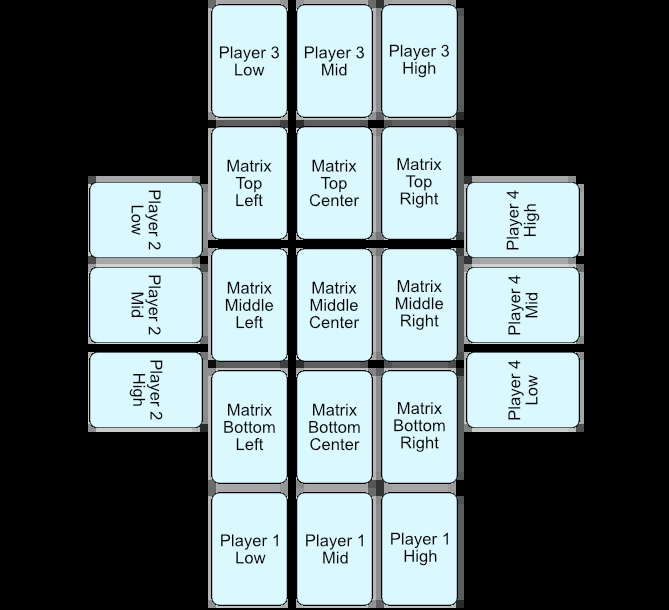 Player 3
Low
Player 3
Mid
Player 3
High
Matrix
Top
Left
Matrix
Top
Center
Matrix
Top
Right
Player 2
Low
Player 4
High
Matrix
Middle
Left
Matrix
Middle
Center
Matrix
Middle
Right
Player 2
Mid
Player 4
Mid
Player 2
High
Player 4
Low
Matrix
Bottom
Left
Matrix
Bottom
Center
Matrix
Bottom
Right
Player 1
Low
Player 1
Mid
Player 1
High